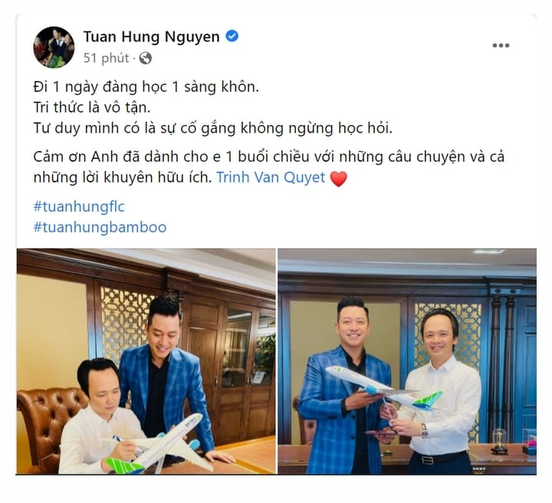 Tuan Hung Nguyen
51 phút ·
Đi 1 ngày đàng học 1 sàng khôn.
Tri thức là vô tận.
Tư duy mình có là sự cố gắng không ngừng học hỏi.
Cảm ơn Anh đã dành cho e 1 buổi chiều với những câu chuyện và cả
những lời khuyên hữu ích. Trinh Van Quyet ❤️
#tuanhungflc
#tuanhungbamboo